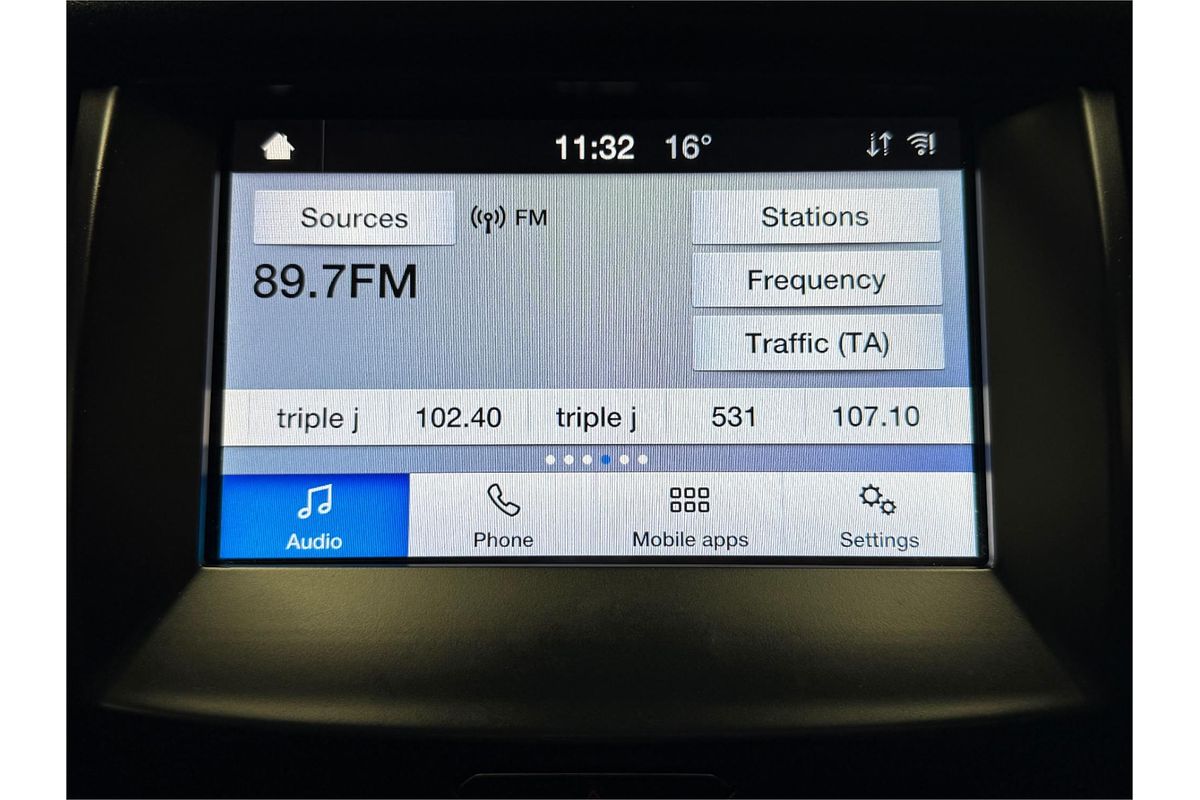 11:32 16°
Sources FM Stations
89.7FM Frequency
Traffic (TA)
triple j 102.40 triple j 531 107.10
Audio Phone Mobile apps Settings